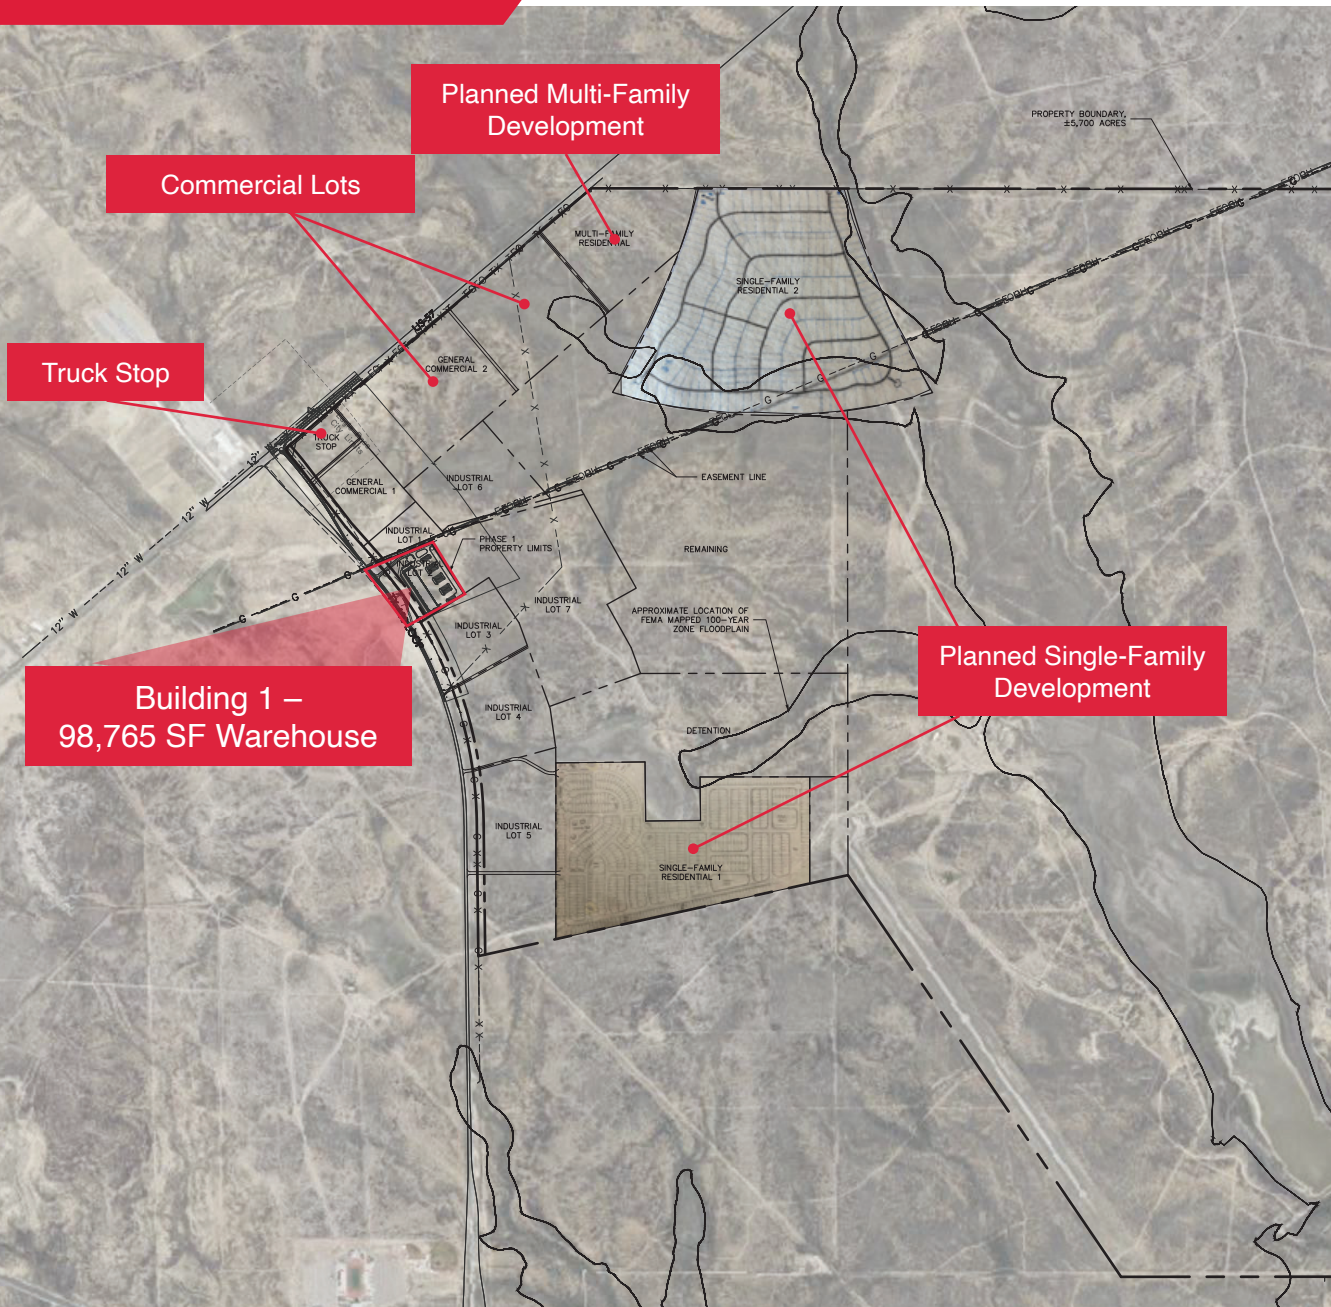 Planned Multi-Family
Development
PROPERTY BOUNDARY,
±5,700 ACRES
Commercial Lots
MULTI-FAMILY
RESIDENTIAL
SINGLE-FAMILY
RESIDENTIAL 2
Truck Stop
GENERAL
COMMERCIAL 2
TRUCK
STOP
GENERAL
COMMERCIAL 1
INDUSTRIAL
LOT 6
EASEMENT LINE
12" W
12" W
12" W
INDUSTRIAL
LOT 1
PHASE 1
PROPERTY LIMITS
REMAINING
INDUSTRIAL
LOT 7
APPROXIMATE LOCATION OF
FEMA MAPPED 100-YEAR
ZONE FLOODPLAIN
INDUSTRIAL
LOT 3
Planned Single-Family
Development
Building 1 –
98,765 SF Warehouse
INDUSTRIAL
LOT 4
DETENTION
INDUSTRIAL
LOT 5
SINGLE-FAMILY
RESIDENTIAL 1